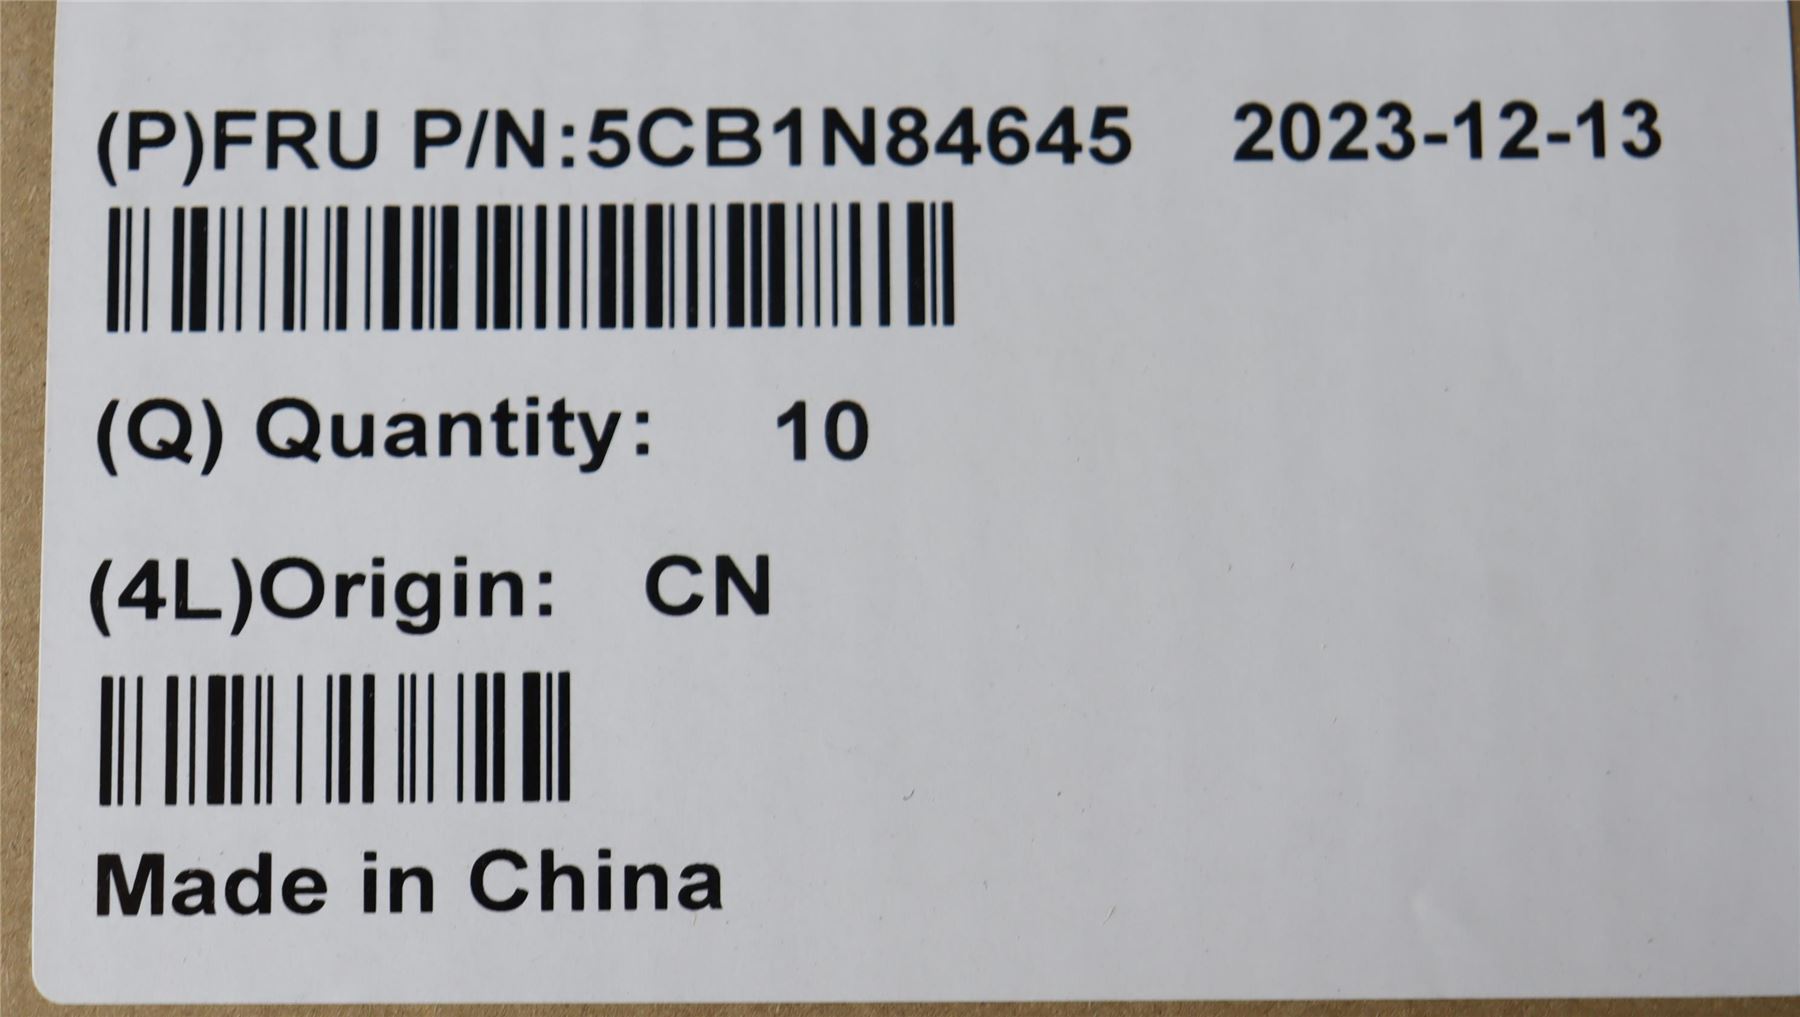 (P)FRU P/N:5CB1N84645 2023-12-13
(Q) Quantity: 10
(4L)Origin: CN
Made in China